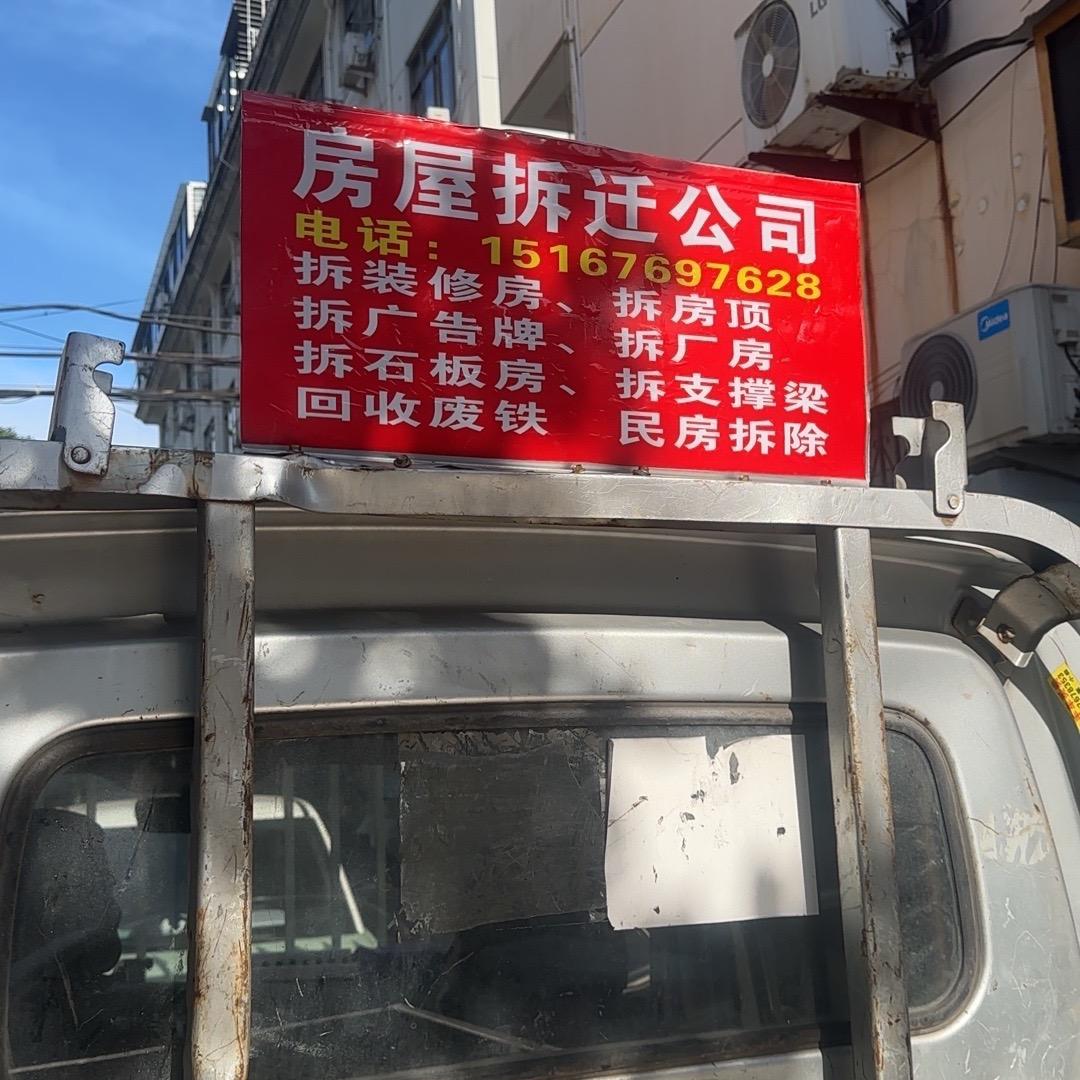 房屋拆迁公司
电话：15167697628
拆装修房、拆房顶
拆广告牌、拆厂房
拆石板房、拆支撑梁
回收废铁 民房拆除
LG
Midea